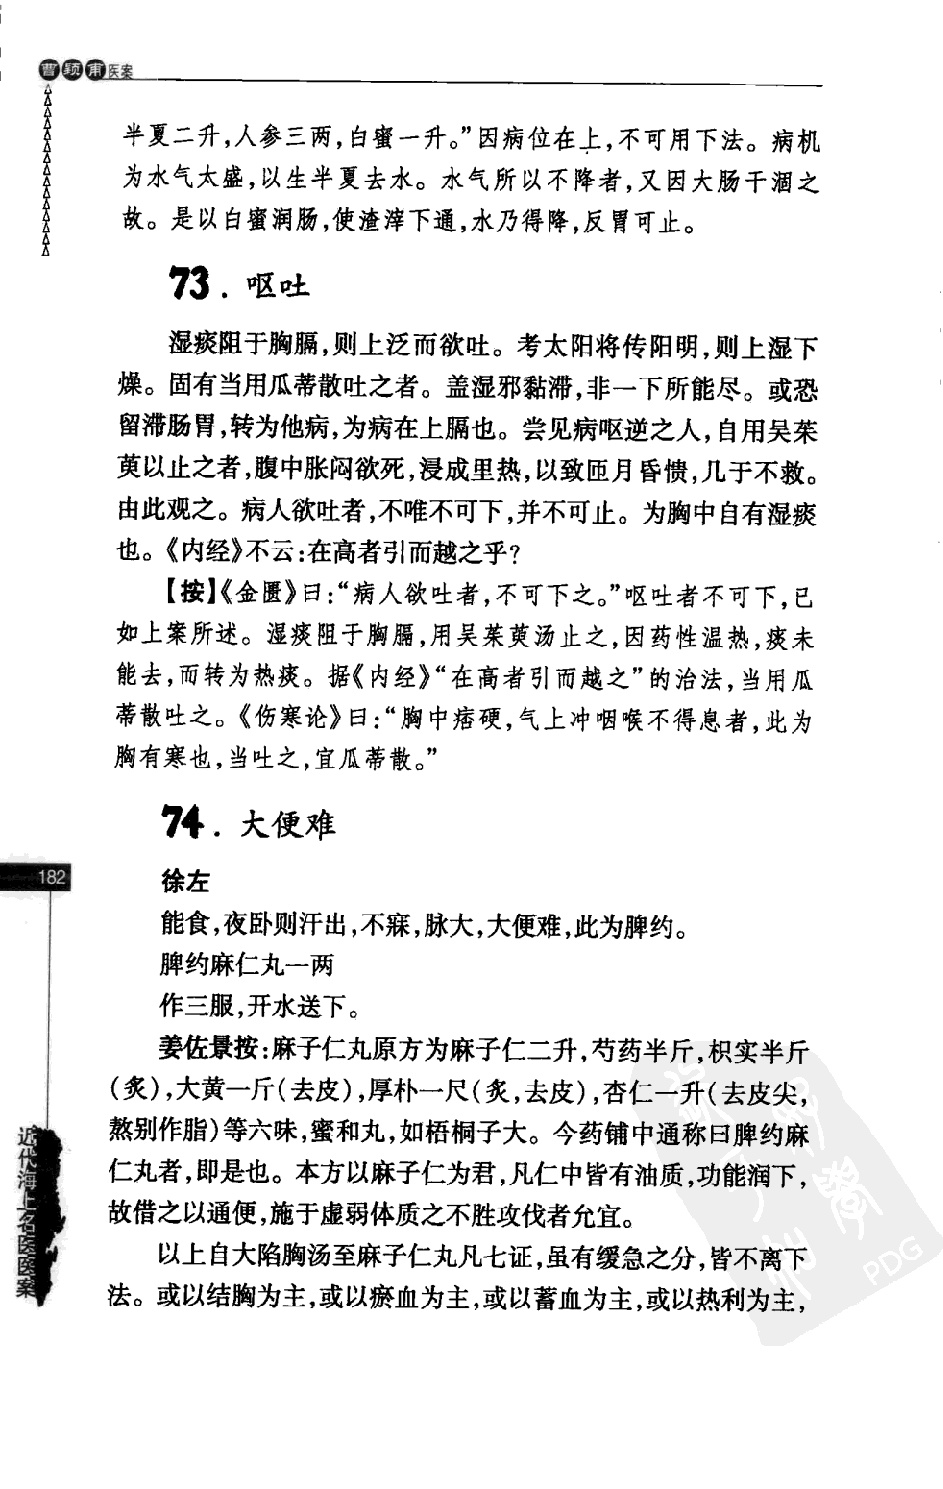 曹颖甫医案
半夏二升,人参三两,白蜜一升。”因病位在上,不可用下法。病机
为水气太盛,以生半夏去水。水气所以不降者,又因大肠干涸之
故。是以白蜜润肠,使渣滓下通,水乃得降,反胃可止。
73．呕吐
湿痰阻于胸膈,则上泛而欲吐。考太阳将传阳明,则上湿下
燥。固有当用瓜蒂散吐之者。盖湿邪黏滞,非一下所能尽。或恐
留滞肠胃,转为他病,为病在上膈也。尝见病呕逆之人,自用吴茱
萸以止之者,腹中胀闷欲死,浸成里热,以致匝月昏愦,几于不救。
由此观之。病人欲吐者,不唯不可下,并不可止。为胸中自有湿痰
也。《内经》不云:在高者引而越之乎?
【按】《金匮》曰:“病人欲吐者,不可下之。”呕吐者不可下,已
如上案所述。湿痰阻于胸膈,用吴茱萸汤止之,因药性温热,痰未
能去,而转为热痰。据《内经》“在高者引而越之”的治法,当用瓜
蒂散吐之。《伤寒论》曰:“胸中痞硬,气上冲咽喉不得息者,此为
胸有寒也,当吐之,宜瓜蒂散。”
74．大便难
182
徐左
能食,夜卧则汗出,不寐,脉大,大便难,此为脾约。
脾约麻仁丸一两
作三服,开水送下。
姜佐景按:麻子仁丸原方为麻子仁二升,芍药半斤,枳实半斤
(炙),大黄一斤(去皮),厚朴一尺(炙,去皮),杏仁一升(去皮尖,
熬别作脂)等六味,蜜和丸,如梧桐子大。今药铺中通称曰脾约麻
仁丸者,即是也。本方以麻子仁为君,凡仁中皆有油质,功能润下,
故借之以通便,施于虚弱体质之不胜攻伐者允宜。
以上自大陷胸汤至麻子仁丸凡七证,虽有缓急之分,皆不离下
法。或以结胸为主,或以瘀血为主,或以蓄血为主,或以热利为主,
近代海上名医医案
PDG